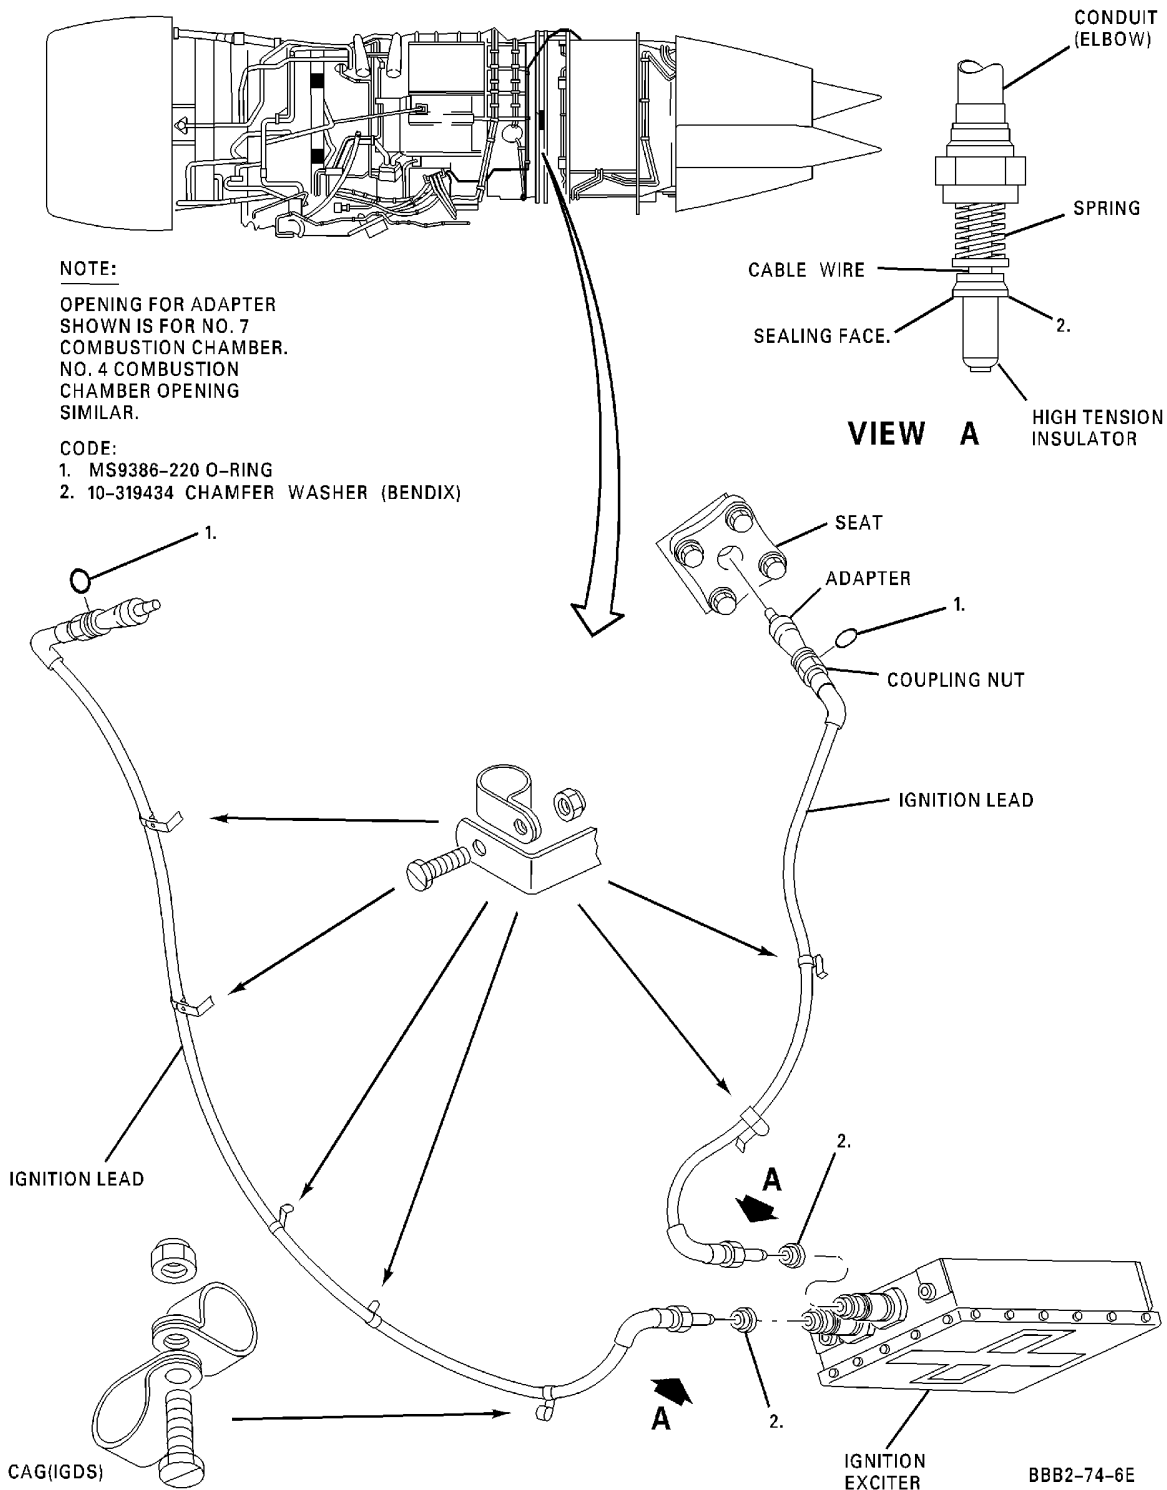 CONDUIT
(ELBOW)
SPRING
CABLE WIRE
SEALING FACE.
2.
HIGH TENSION
INSULATOR
VIEW A
NOTE:
OPENING FOR ADAPTER
SHOWN IS FOR NO. 7
COMBUSTION CHAMBER.
NO. 4 COMBUSTION
CHAMBER OPENING
SIMILAR.
CODE:
1. MS9386-220 O-RING
2. 10-319434 CHAMFER WASHER (BENDIX)
1.
SEAT
ADAPTER
1.
COUPLING NUT
IGNITION LEAD
IGNITION LEAD
2.
A
A
2.
IGNITION
EXCITER
CAG(IGDS)
BBB2-74-6E